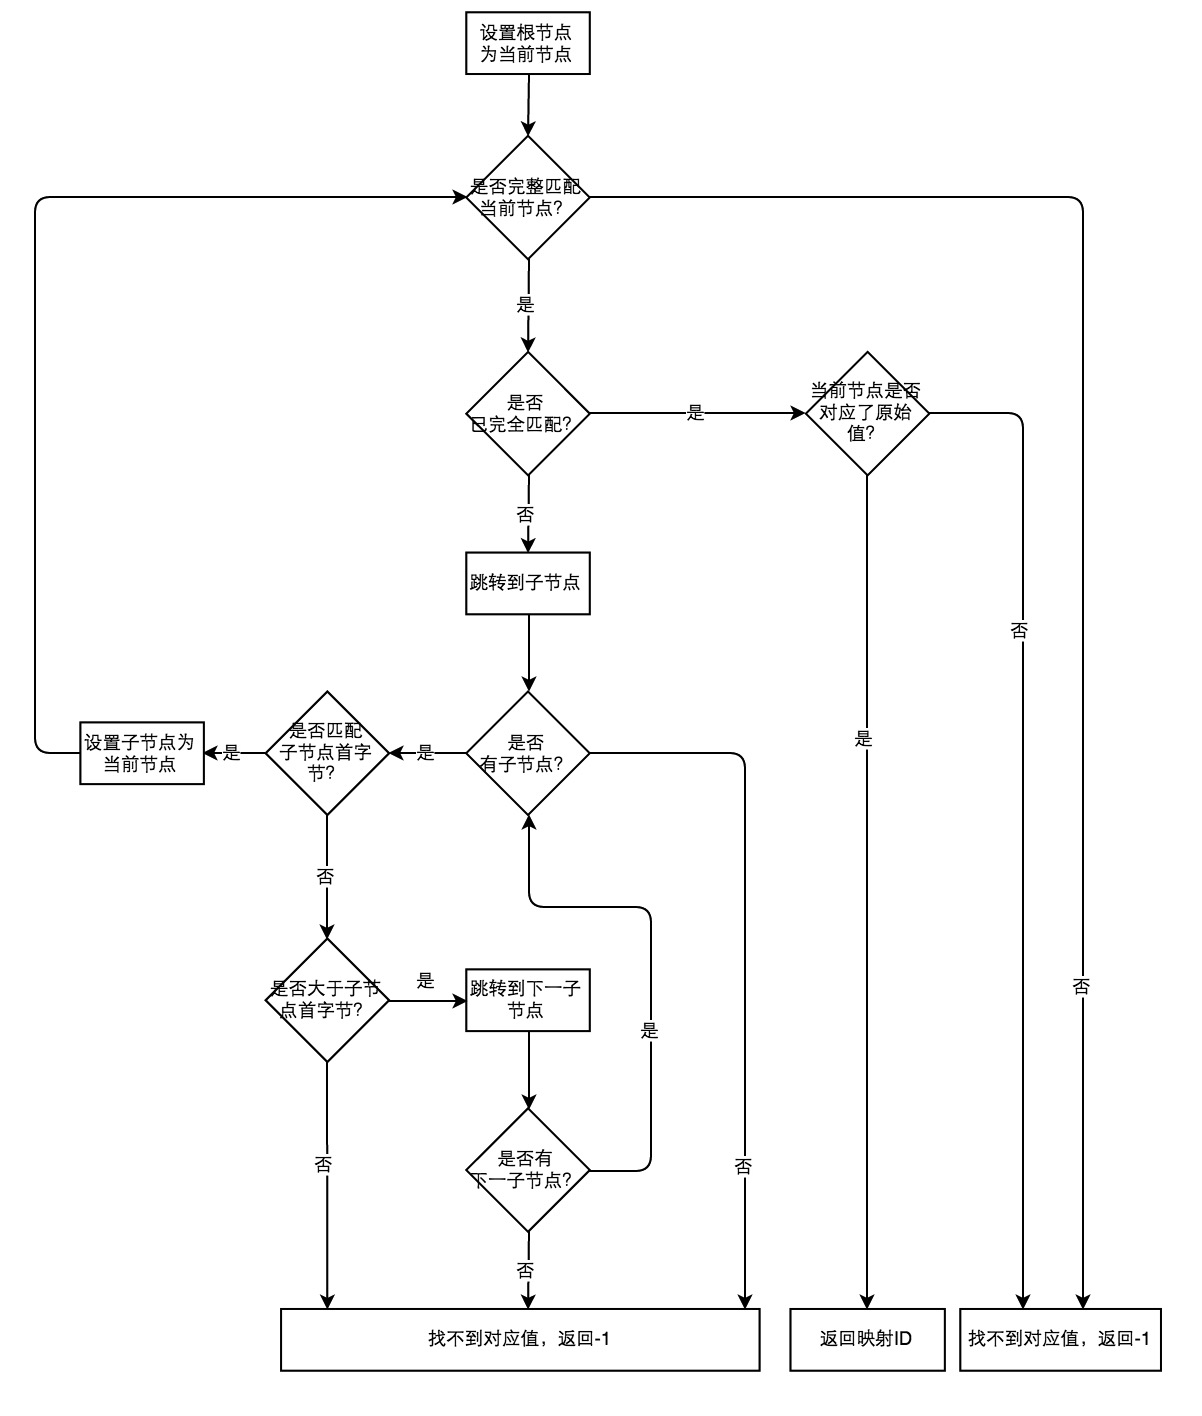 设置根节点
为当前节点
是否完整匹配
当前节点?
是
是否
已完全匹配?
是
当前节点是否
对应了原始
值?
否
跳转到子节点
否
是
设置子节点为
当前节点
是
是否匹配
子节点首字
节?
是
是否
有子节点?
否
是否大于子节
点首字节?
是
跳转到下一子
节点
否
是
否
是否有
下一子节点?
否
否
找不到对应值，返回-1
返回映射ID
找不到对应值，返回-1